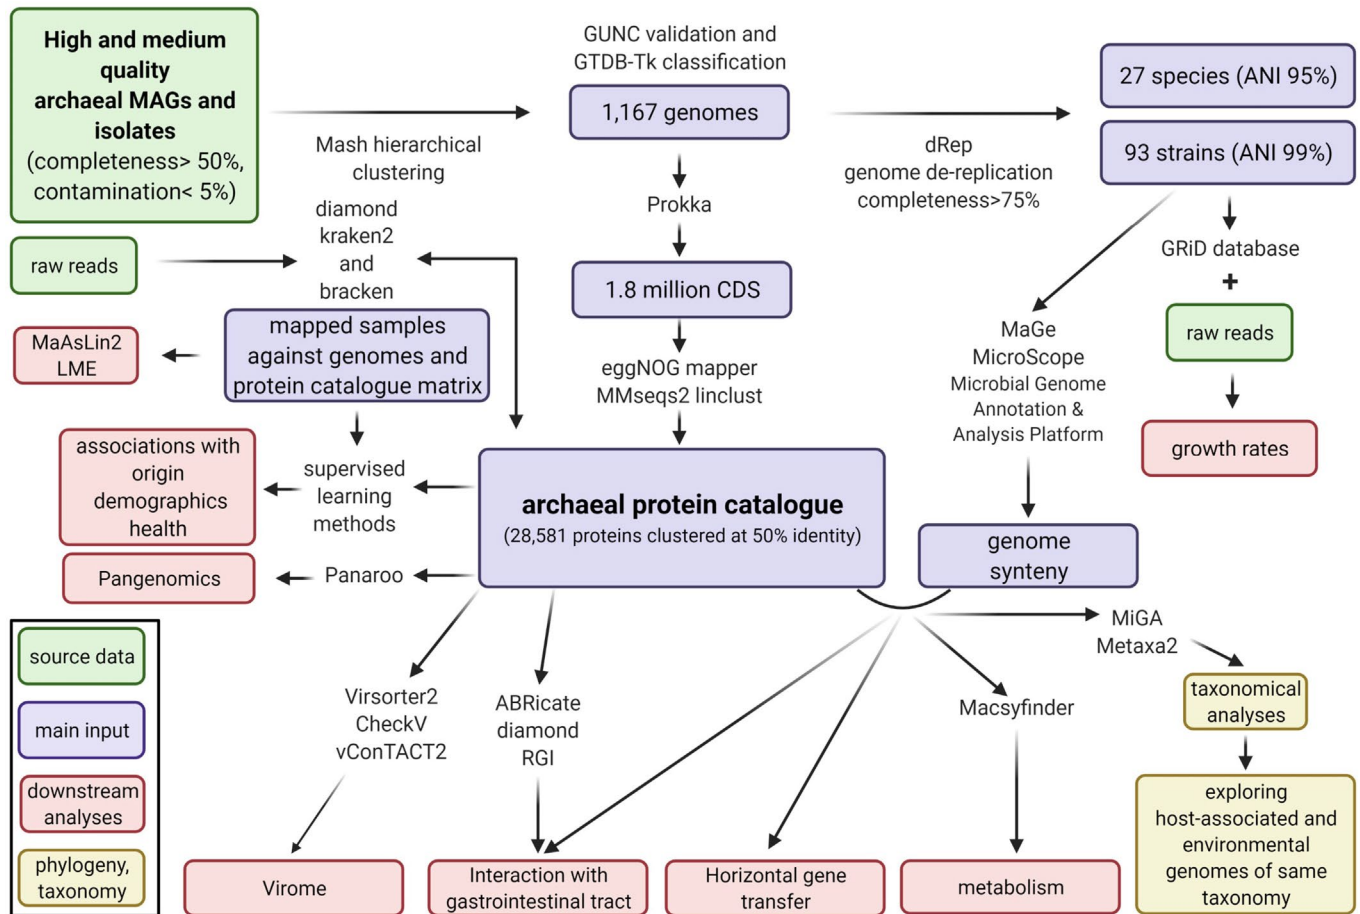 High and medium
quality
archaeal MAGs and
isolates
(completeness> 50%,
contamination< 5%)
GUNC validation and
GTDB-Tk classification
1,167 genomes
27 species (ANI 95%)
93 strains (ANI 99%)
Mash hierarchical
clustering
dRep
genome de-replication
completeness>75%
raw reads
diamond
kraken2
and
bracken
Prokka
1.8 million CDS
GRiD database
+
raw reads
growth rates
MaAsLin2
LME
mapped samples
against genomes and
protein catalogue matrix
eggNOG mapper
MMseqs2 linclust
MaGe
MicroScope
Microbial Genome
Annotation &
Analysis Platform
associations with
origin
demographics
health
supervised
learning
methods
archaeal protein catalogue
(28,581 proteins clustered at 50% identity)
genome
synteny
Pangenomics
Panaroo
MiGA
Metaxa2
source data
main input
downstream
analyses
phylogeny,
taxonomy
Virsorter2
CheckV
vConTACT2
ABRicate
diamond
RGI
Macsyfinder
taxonomical
analyses
Virome
Interaction with
gastrointestinal tract
Horizontal gene
transfer
metabolism
exploring
host-associated and
environmental
genomes of same
taxonomy